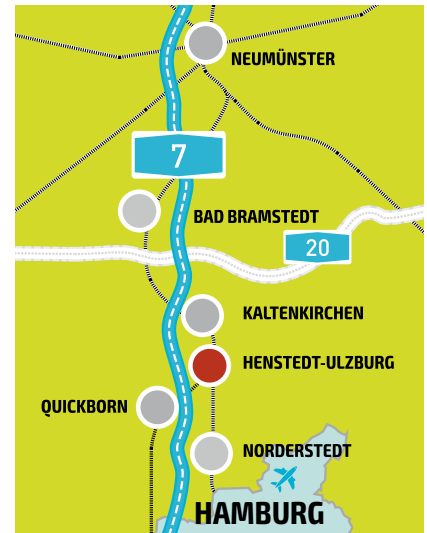 NEUMÜNSTER
7
BAD BRAMSTEDT
20
KALTENKIRCHEN
HENSTEDT-ULZBURG
QUICKBORN
NORDERSTEDT
HAMBURG